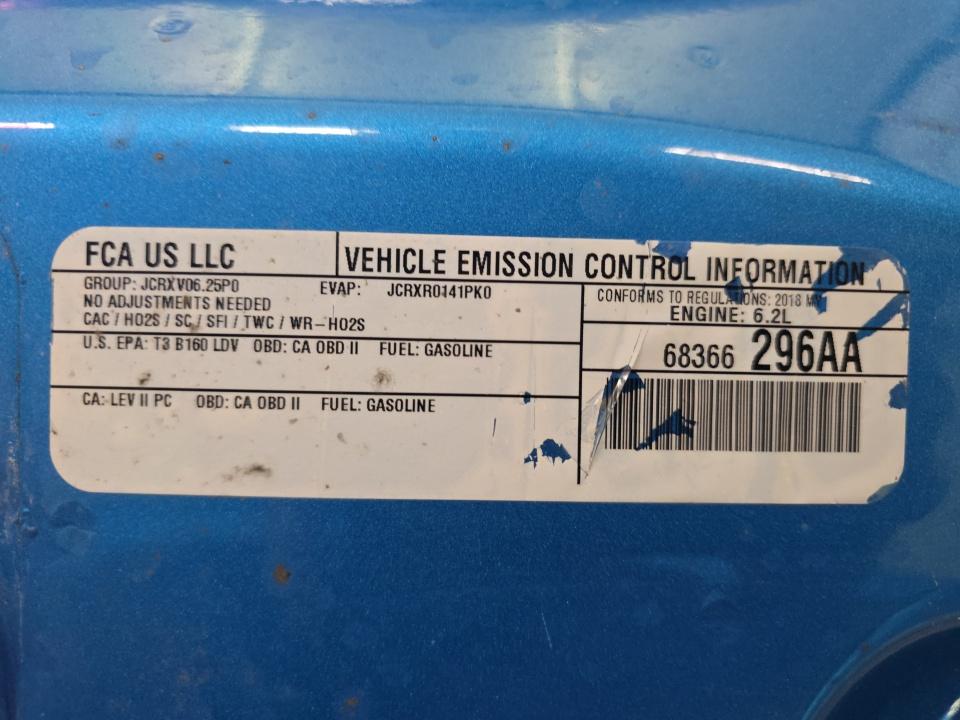 FCA US LLC
VEHICLE EMISSION CONTROL INFORMATION
GROUP: JCRXV06.25P0 EVAP: JCRXR0141PK0
NO ADJUSTMENTS NEEDED
CAC / HO2S / SC / SFI / TWC / WR-HO2S
CONFORMS TO REGULATIONS: 2018 MY
ENGINE: 6.2L
U.S. EPA: T3 B160 LDV OBD: CA OBD II FUEL: GASOLINE
68366 296AA
CA: LEV II PC OBD: CA OBD II FUEL: GASOLINE